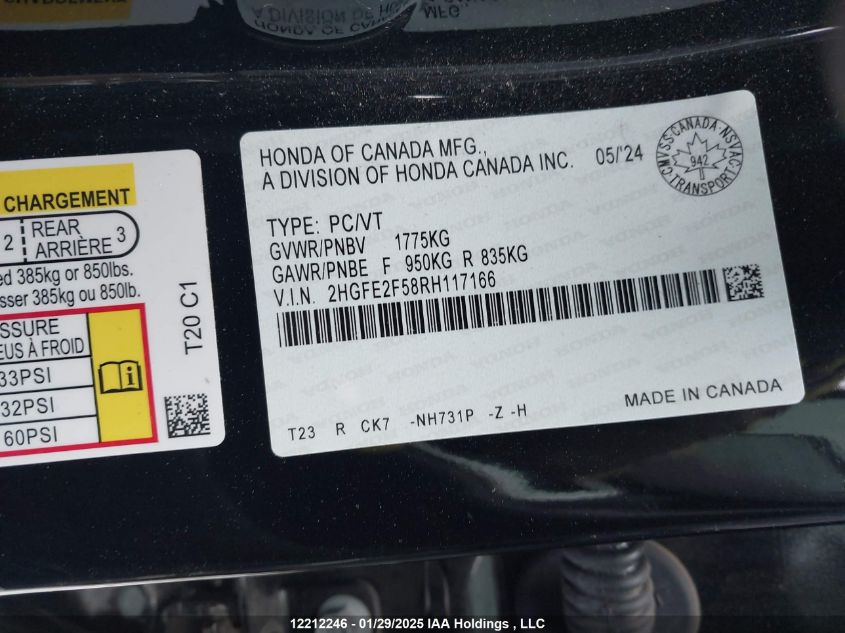 CHARGEMENT
2 REAR ARRIÈRE 3
ed 385kg or 850lbs.
sser 385kg ou 850lb.
SSURE
EUS À FROID
33PSI
32PSI
60PSI
T20 C1
HONDA OF CANADA MFG.,
A DIVISION OF HONDA CANADA INC. 05/'24
CMVSS-CANADA-NSVAC
942
TRANSPORT
TYPE: PC/VT
GVWR/PNBV 1775KG
GAWR/PNBE F 950KG R 835KG
V.I.N. 2HGFE2F58RH117166
MADE IN CANADA
T23 R CK7 -NH731P -Z -H
12212246 - 01/29/2025 IAA Holdings , LLC